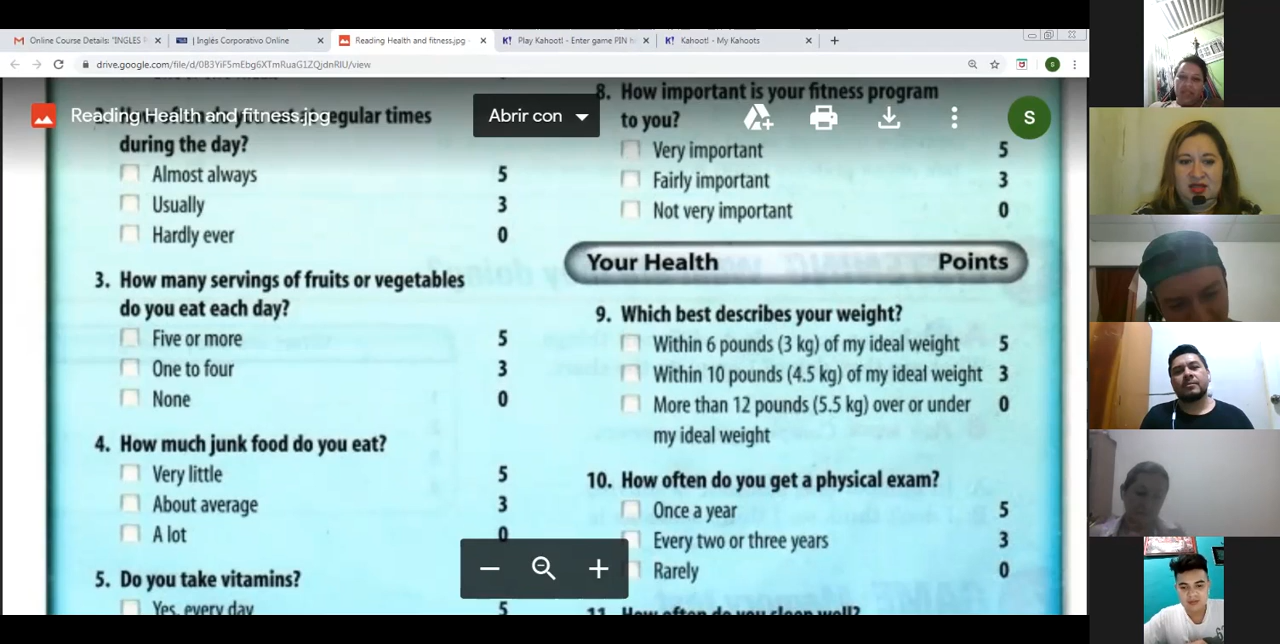 Online Course Details: "INGLES
Inglés Corporativo Online
Reading Health and fitness.jpg
K! Play Kahoot! - Enter game PIN
K! Kahoot! - My Kahoots
drive.google.com/file/d/0B3YiF5mEbg6XTmRuaG1ZQjdnRIU/view
S
Reading Health and fitness.jpg
Abrir con
S
regular times
during the day?
Almost always 5
Usually 3
Hardly ever 0
3. How many servings of fruits or vegetables
do you eat each day?
Five or more 5
One to four 3
None 0
4. How much junk food do you eat?
Very little 5
About average 3
A lot 0
5. Do you take vitamins?
Yes, every day 5
8. How important is your fitness program
to you?
Very important 5
Fairly important 3
Not very important 0
Your Health Points
9. Which best describes your weight?
Within 6 pounds (3 kg) of my ideal weight 5
Within 10 pounds (4.5 kg) of my ideal weight 3
More than 12 pounds (5.5 kg) over or under 0
my ideal weight
10. How often do you get a physical exam?
Once a year 5
Every two or three years 3
Rarely 0
11. How often do you sleep well?